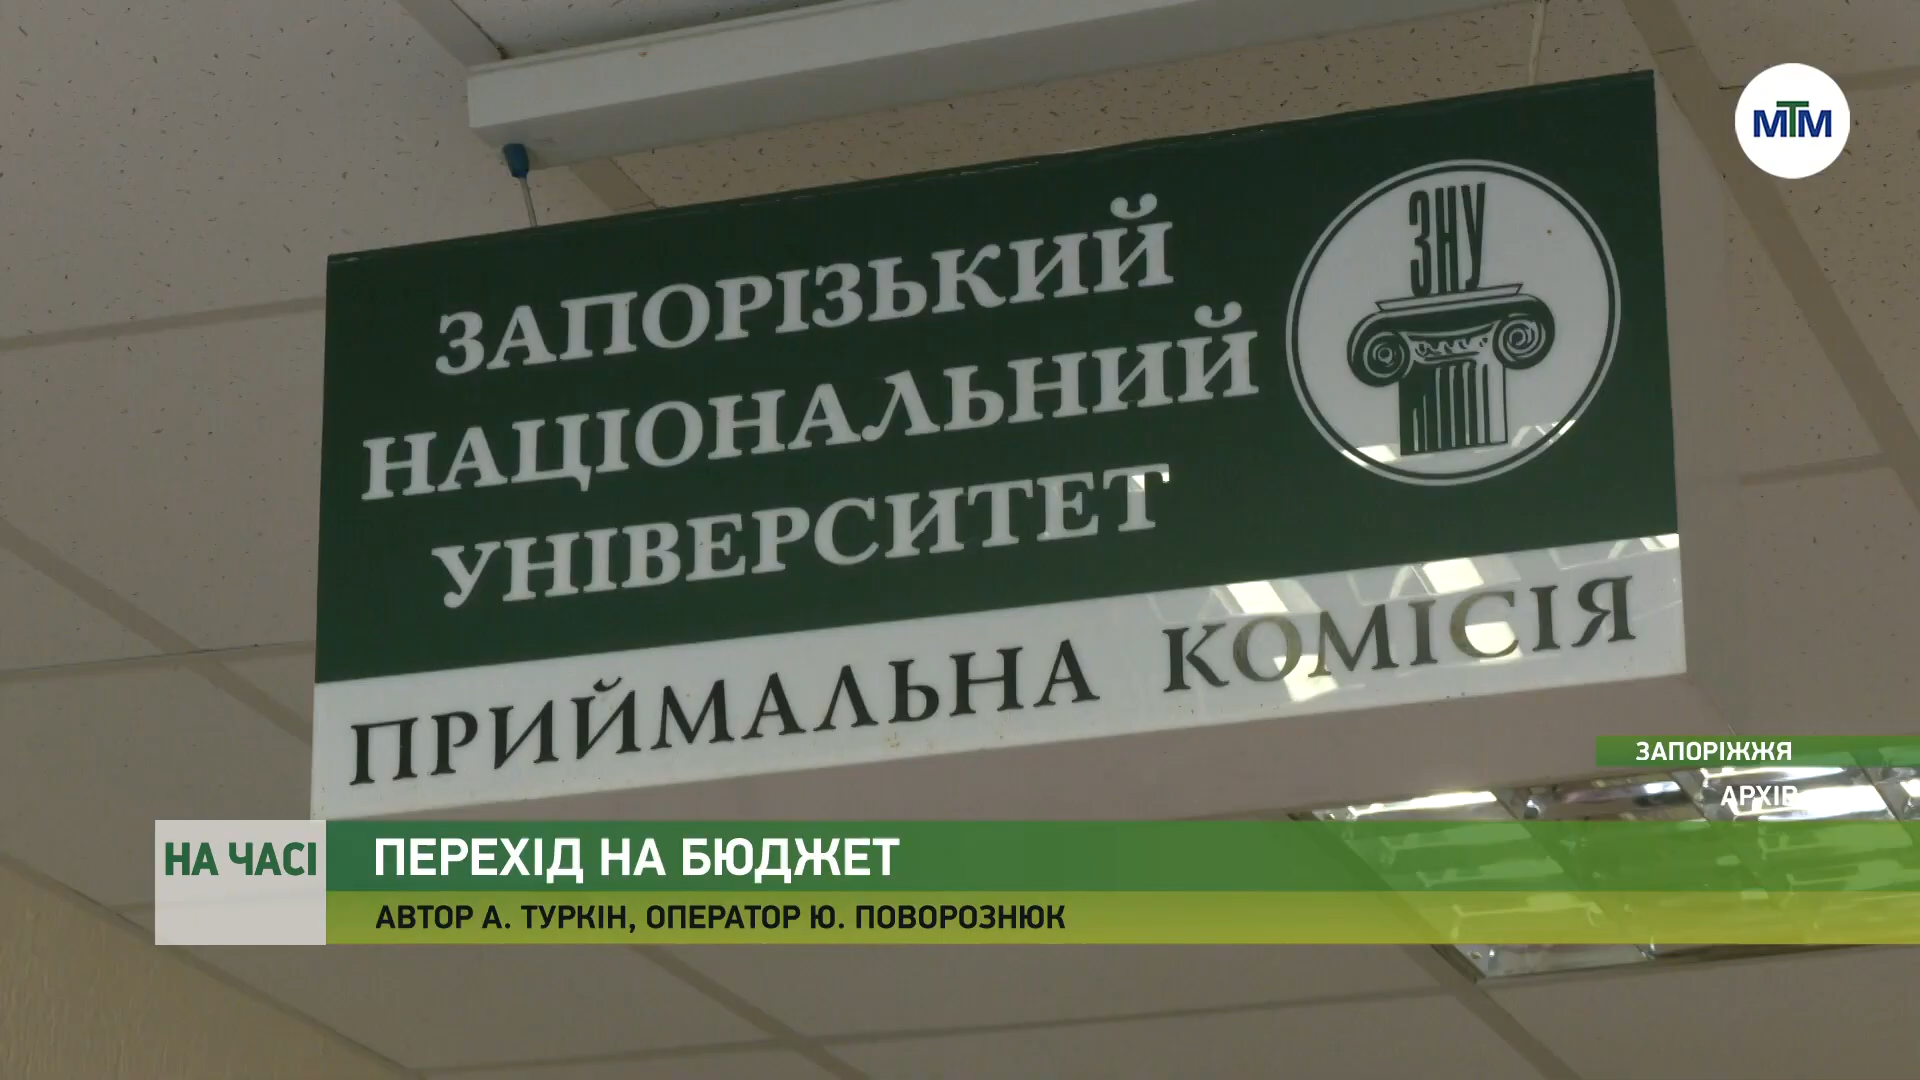 МТМ
ЗНУ
ЗАПОРІЗЬКИЙ
НАЦІОНАЛЬНИЙ
УНІВЕРСИТЕТ
ПРИЙМАЛЬНА КОМІСІЯ
ЗАПОРІЖЖЯ
АРХІВ
НА ЧАСІ
ПЕРЕХІД НА БЮДЖЕТ
АВТОР А. ТУРКІН, ОПЕРАТОР Ю. ПОВОРОЗНЮК